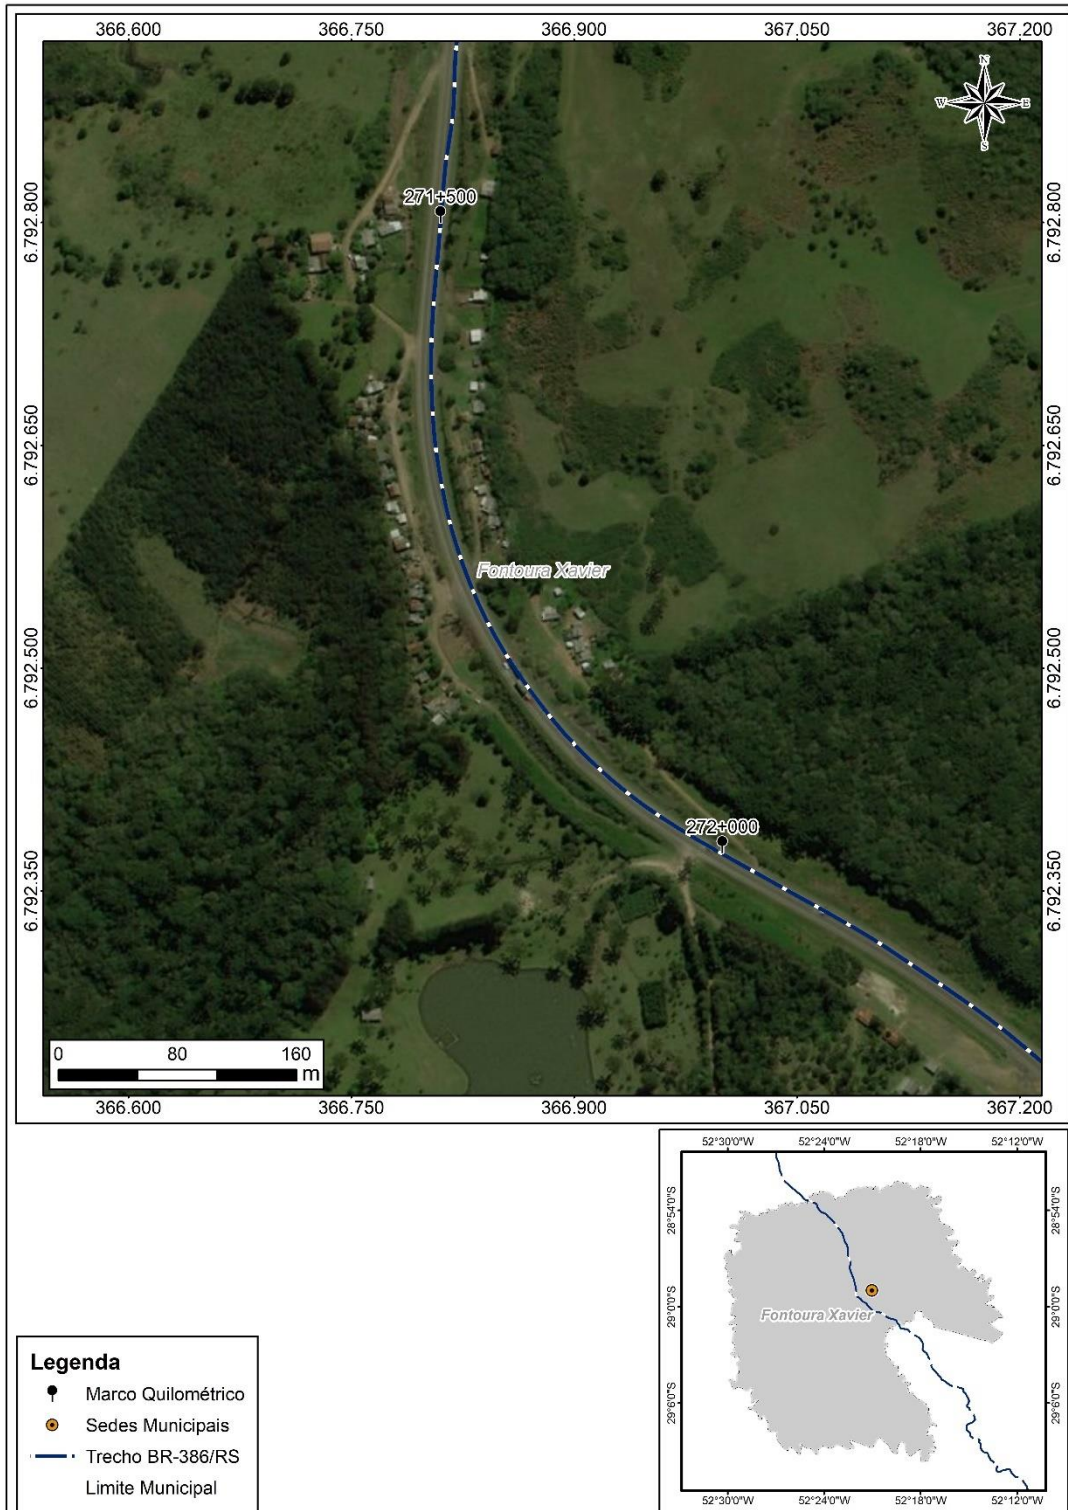 366.600 366.750 366.900 367.050 367.200
N
W E
S
271+500
6.792.800 6.792.800
6.792.650 6.792.650
Fontoura Xavier
6.792.500 6.792.500
272+000
6.792.350 6.792.350
0 80 160
m
366.600 366.750 366.900 367.050 367.200
52°30'0"W 52°24'0"W 52°18'0"W 52°12'0"W
28°54'0"S 28°54'0"S
29°0'0"S 29°0'0"S
Fontoura Xavier
29°6'0"S 29°6'0"S
52°30'0"W 52°24'0"W 52°18'0"W 52°12'0"W
Legenda
Marco Quilométrico
Sedes Municipais
Trecho BR-386/RS
Limite Municipal